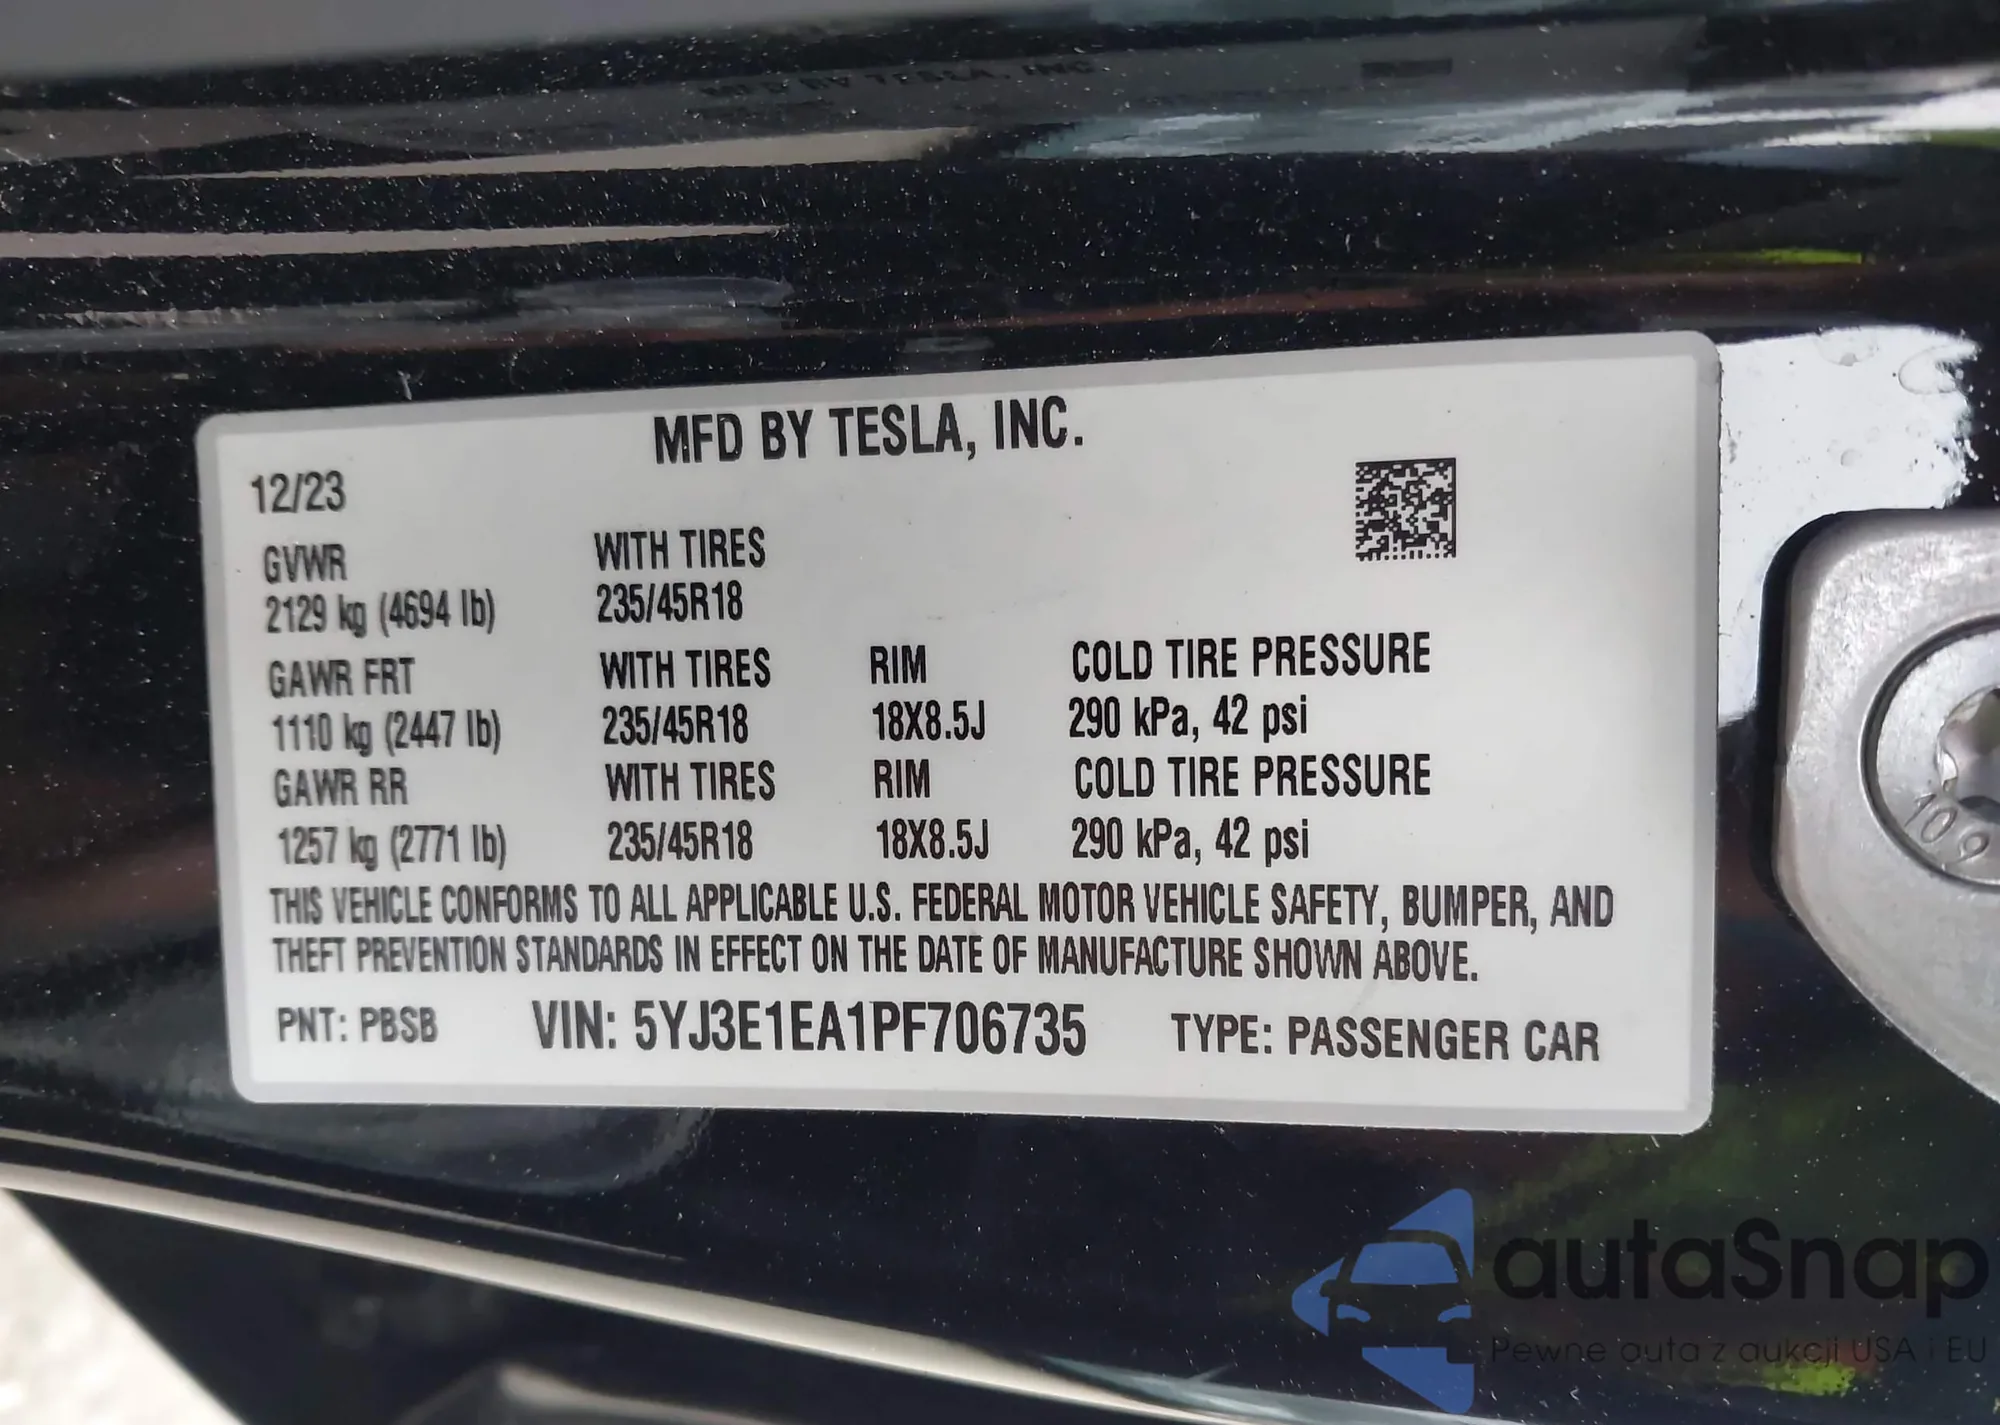 MFD BY TESLA, INC.
12/23
GVWR WITH TIRES
2129 kg (4694 lb) 235/45R18
GAWR FRT WITH TIRES RIM COLD TIRE PRESSURE
1110 kg (2447 lb) 235/45R18 18X8.5J 290 kPa, 42 psi
GAWR RR WITH TIRES RIM COLD TIRE PRESSURE
1257 kg (2771 lb) 235/45R18 18X8.5J 290 kPa, 42 psi
THIS VEHICLE CONFORMS TO ALL APPLICABLE U.S. FEDERAL MOTOR VEHICLE SAFETY, BUMPER, AND
THEFT PREVENTION STANDARDS IN EFFECT ON THE DATE OF MANUFACTURE SHOWN ABOVE.
PNT: PBSB VIN: 5YJ3E1EA1PF706735 TYPE: PASSENGER CAR
10.9
autaSnap
Pewne auta z aukcji USA i EU